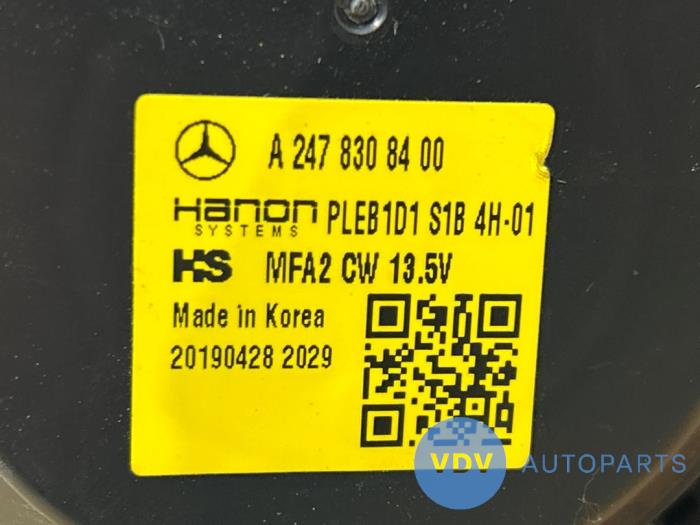 A 247 830 84 00
Hanon PLEB1D1 S1B 4H-01
SYSTEMS
HS MFA2 CW 13.5V
Made in Korea
20190428 2029
VDV AUTOPARTS